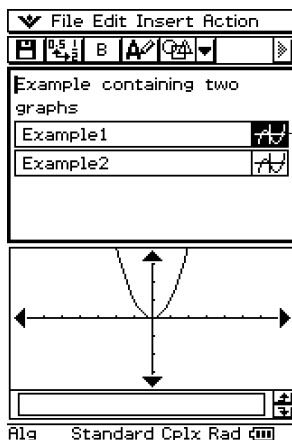 File Edit Insert Action
B
Example containing two
graphs
Example1
Example2
Alg Standard Cplx Rad